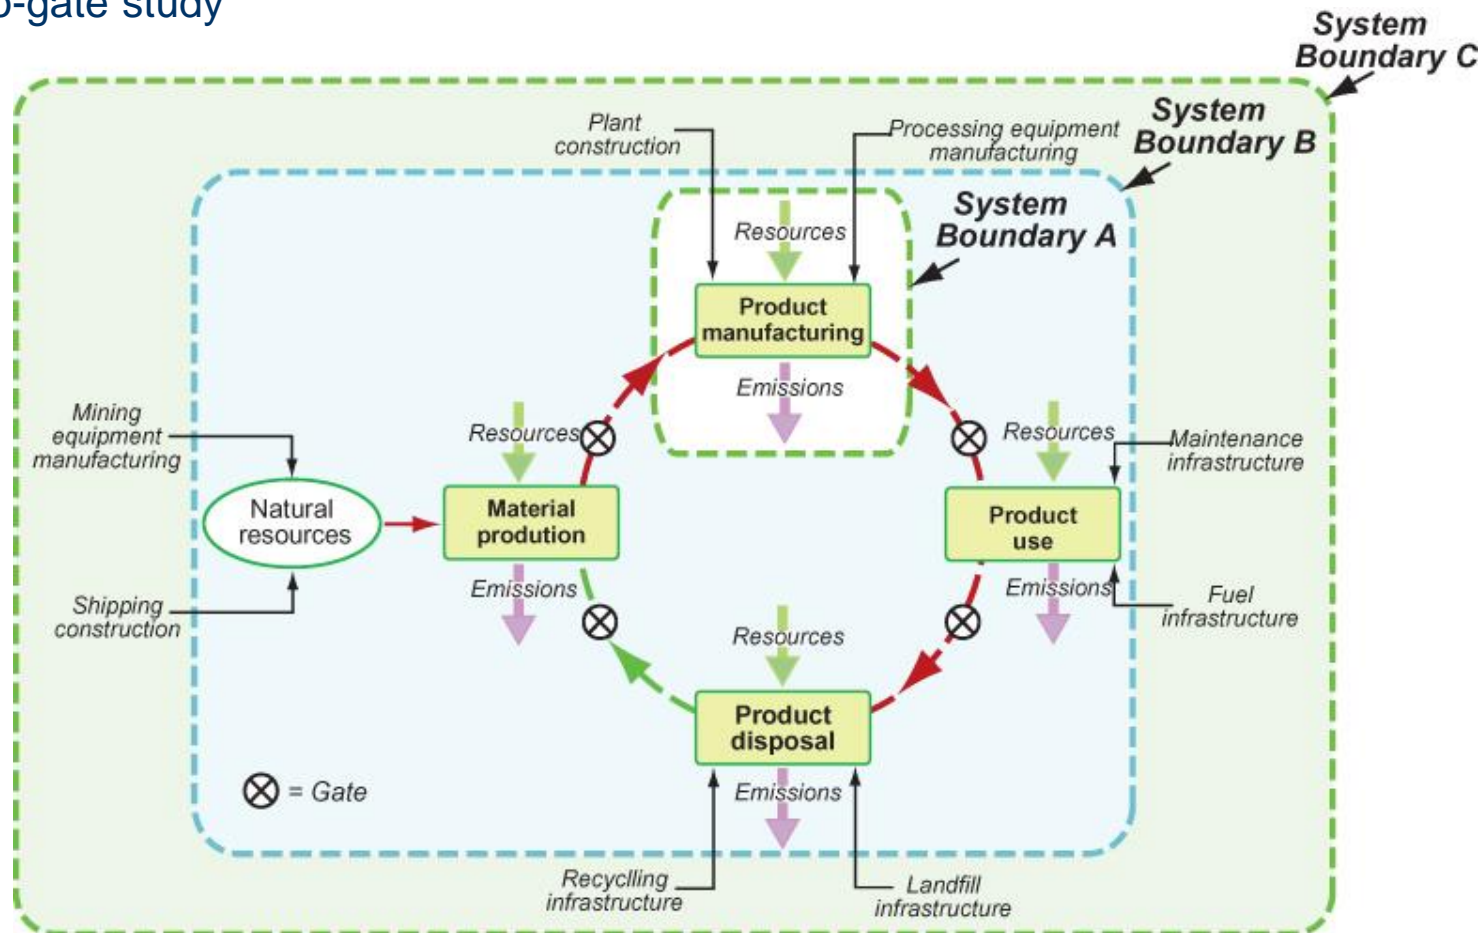 o-gate study
System
Boundary C
System
Boundary B
System
Boundary A
Plant
construction
Processing equipment
manufacturing
Resources
Product
manufacturing
Emissions
Mining
equipment
manufacturing
Resources
Resources
Maintenance
infrastructure
Natural
resources
Material
prodution
Product
use
Emissions
Emissions
Shipping
construction
Fuel
infrastructure
Resources
Product
disposal
= Gate
Emissions
Recyclling
infrastructure
Landfill
infrastructure